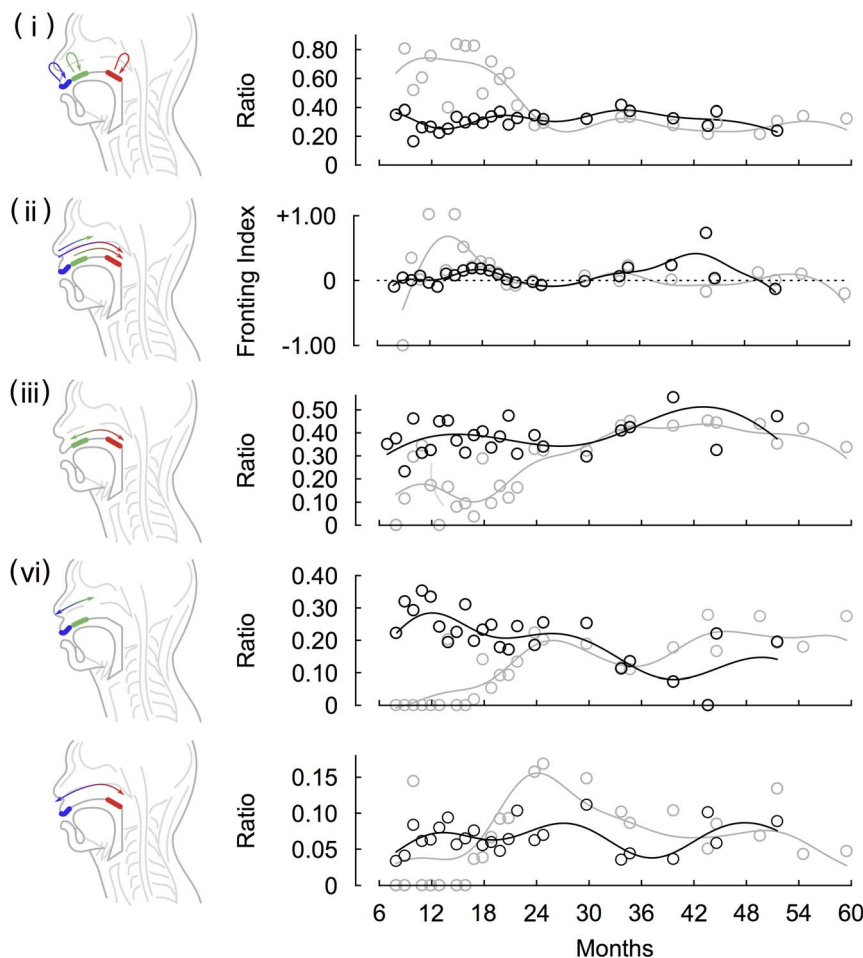 (i)
Ratio
0.80
0.60
0.40
0.20
0
(ii)
Fronting Index
+1.00
0
-1.00
(iii)
Ratio
0.50
0.40
0.30
0.20
0.10
0
(vi)
Ratio
0.40
0.30
0.20
0.10
0
Ratio
0.15
0.10
0.05
0
6 12 18 24 30 36 42 48 54 60
Months